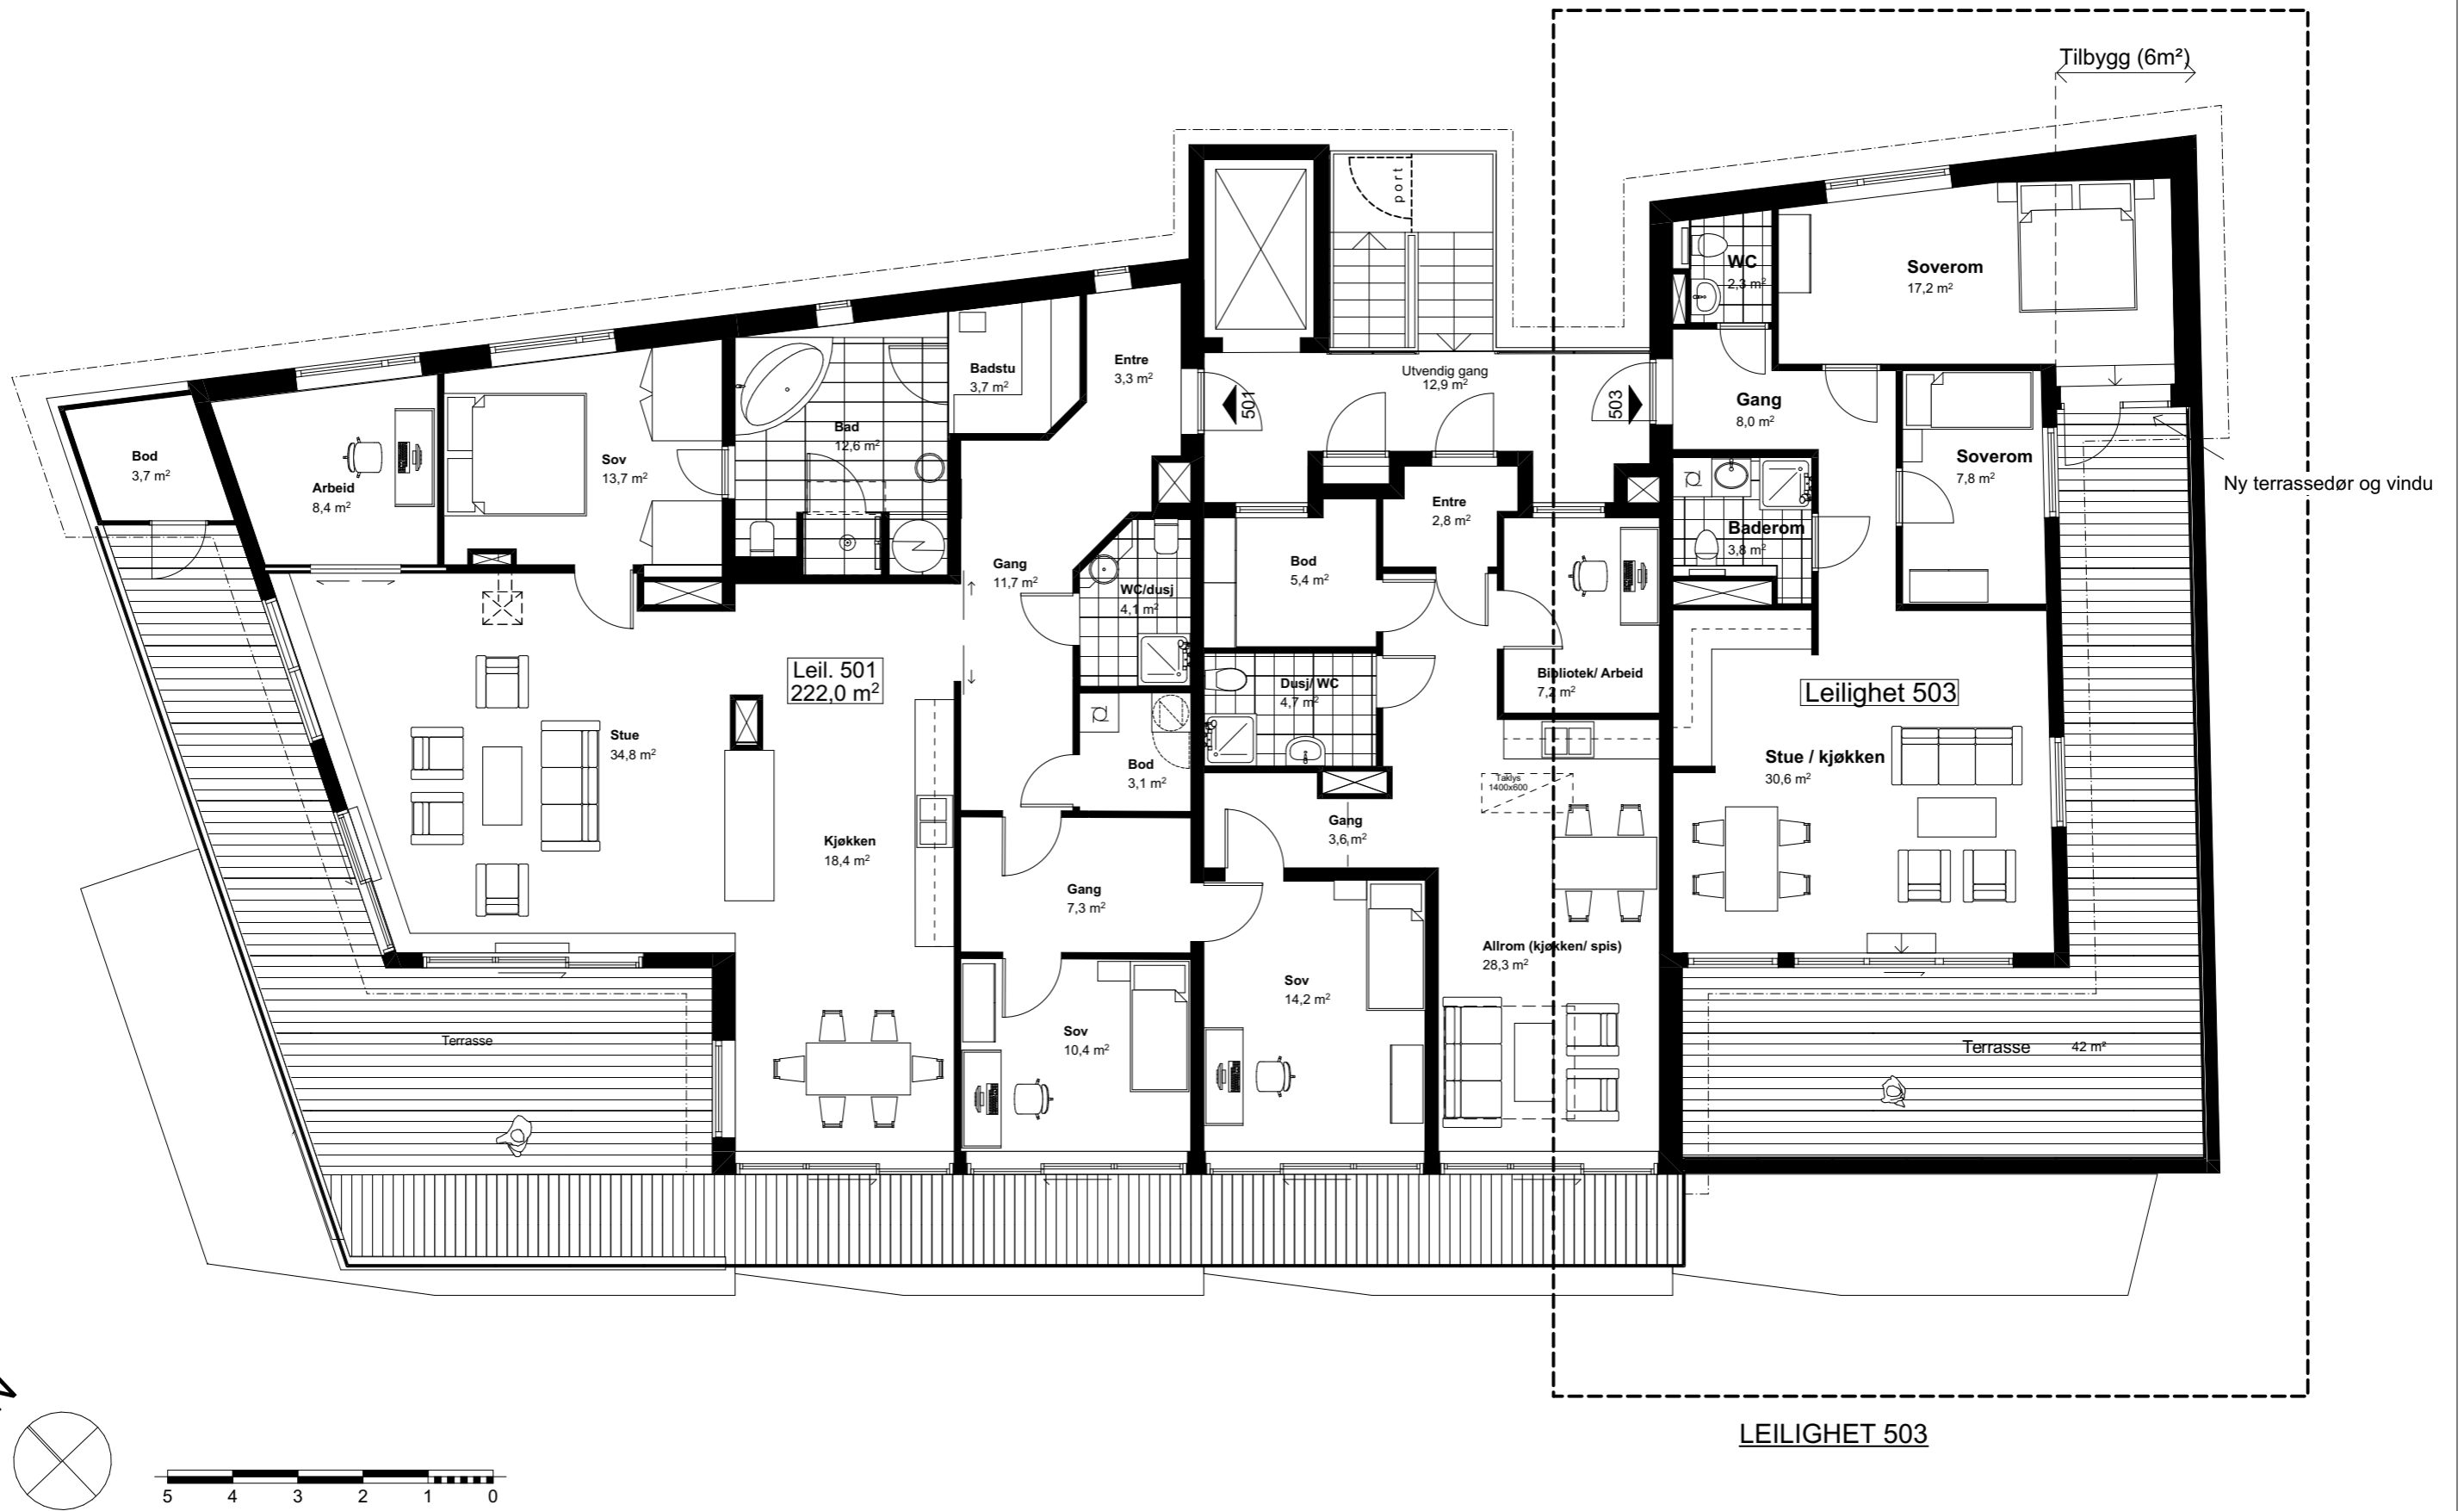 Tilbygg (6m²)
port
WC
2,3 m²
Soverom
17,2 m²
Entre
3,3 m²
Badstu
3,7 m²
Utvendig gang
12,9 m²
501
503
Gang
8,0 m²
Bod
3,7 m²
Arbeid
8,4 m²
Sov
13,7 m²
Bad
12,6 m²
Soverom
7,8 m²
Ny terrassedør og vindu
Entre
2,8 m²
Baderom
3,8 m²
Gang
11,7 m²
WC/dusj
4,1 m²
Bod
5,4 m²
Leil. 501
222,0 m²
Dusj/ WC
4,7 m²
Bibliotek/ Arbeid
7,2 m²
Leilighet 503
Stue
34,8 m²
Bod
3,1 m²
Taklys
1400x600
Stue / kjøkken
30,6 m²
Kjøkken
18,4 m²
Gang
3,6 m²
Gang
7,3 m²
Allrom (kjøkken/ spis)
28,3 m²
Sov
14,2 m²
Terrasse
Sov
10,4 m²
Terrasse 42 m²
N
LEILIGHET 503
5 4 3 2 1 0